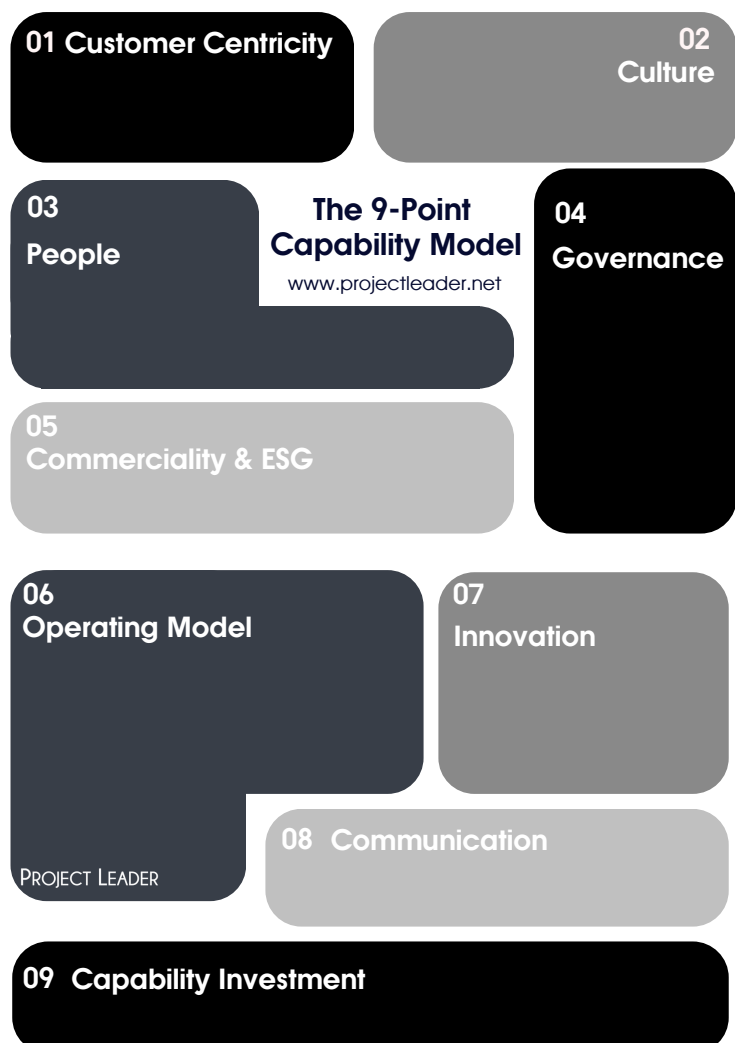 01 Customer Centricity
02
Culture
03
People
The 9-Point
Capability Model
www.projectleader.net
04
Governance
05
Commerciality & ESG
06
Operating Model
07
Innovation
08 Communication
PROJECT LEADER
09 Capability Investment